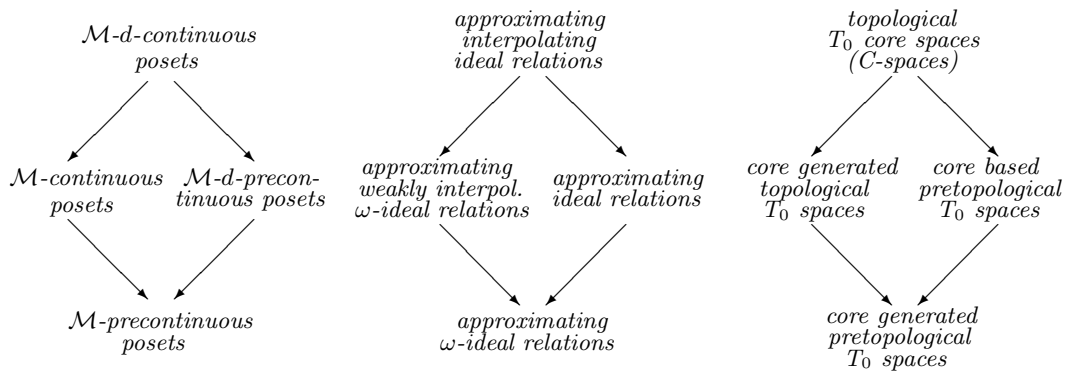 M-d-continuous
posets
approximating
interpolating
ideal relations
topological
T₀ core spaces
(C-spaces)
M-continuous
posets
M-d-precon-
tinuous posets
approximating
weakly interpol.
ω-ideal relations
approximating
ideal relations
core generated
topological
T₀ spaces
core based
pretopological
T₀ spaces
M-precontinuous
posets
approximating
ω-ideal relations
core generated
pretopological
T₀ spaces